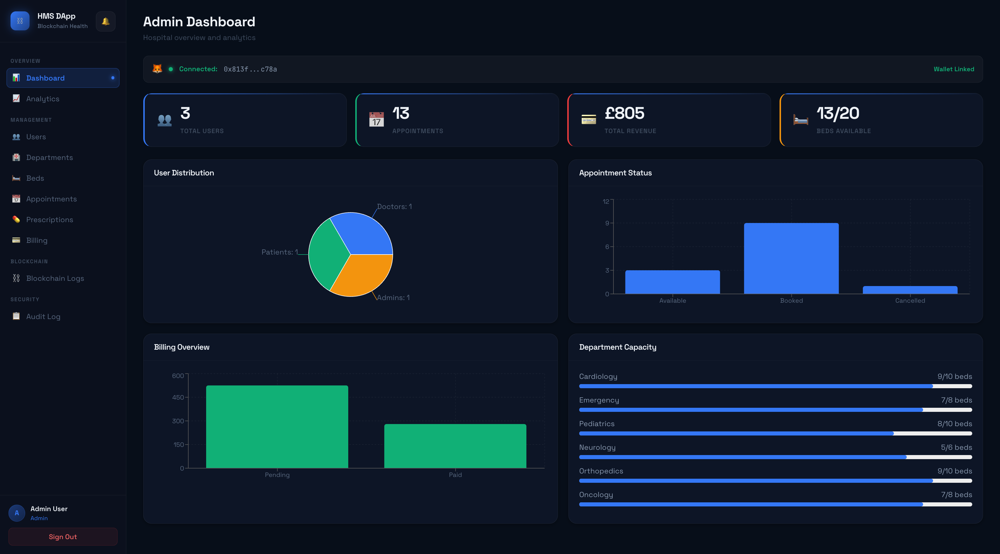 HMS DApp
Blockchain Health
OVERVIEW
Dashboard
Analytics
MANAGEMENT
Users
Departments
Beds
Appointments
Prescriptions
Billing
BLOCKCHAIN
Blockchain Logs
SECURITY
Audit Log
A
Admin User
Admin
Sign Out
Admin Dashboard
Hospital overview and analytics
Connected: 0x813f...c78a
Wallet Linked
3
TOTAL USERS
JUL
17
13
APPOINTMENTS
£805
TOTAL REVENUE
13/20
BEDS AVAILABLE
User Distribution
Doctors: 1
Patients: 1
Admins: 1
Appointment Status
12
9
6
3
0
Available
Booked
Cancelled
Billing Overview
600
450
300
150
0
Pending
Paid
Department Capacity
Cardiology 9/10 beds
Emergency 7/8 beds
Pediatrics 8/10 beds
Neurology 5/6 beds
Orthopedics 9/10 beds
Oncology 7/8 beds